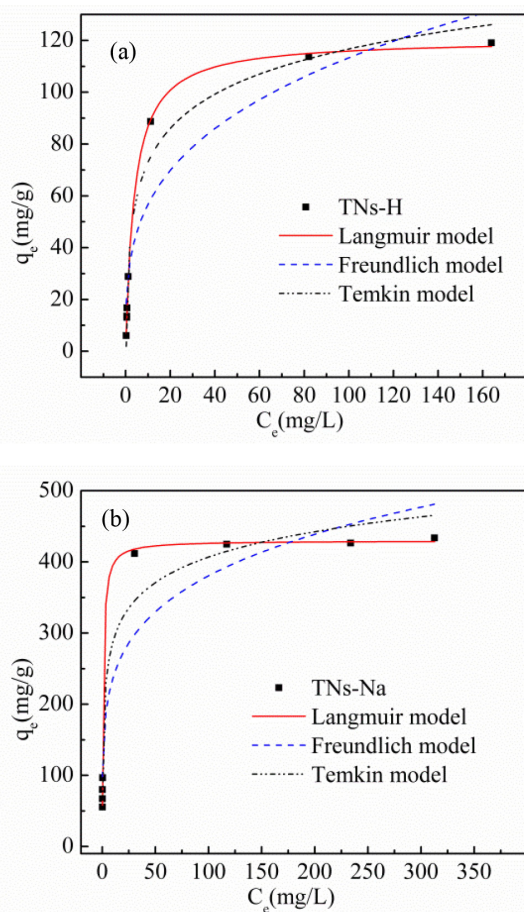 (a)
120
100
80
60
40
20
0
q_e(mg/g)
TNs-H
Langmuir model
Freundlich model
Temkin model
0 20 40 60 80 100 120 140 160
C_e(mg/L)
(b)
500
400
300
200
100
0
q_e(mg/g)
TNs-Na
Langmuir model
Freundlich model
Temkin model
0 50 100 150 200 250 300 350
C_e(mg/L)